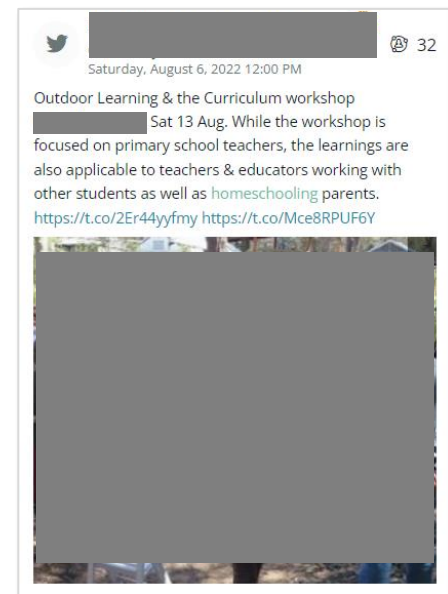 32
Saturday, August 6, 2022 12:00 PM
Outdoor Learning & the Curriculum workshop
Sat 13 Aug. While the workshop is
focused on primary school teachers, the learnings are
also applicable to teachers & educators working with
other students as well as homeschooling parents.
https://t.co/2Er44yyfmy https://t.co/Mce8RPUF6Y